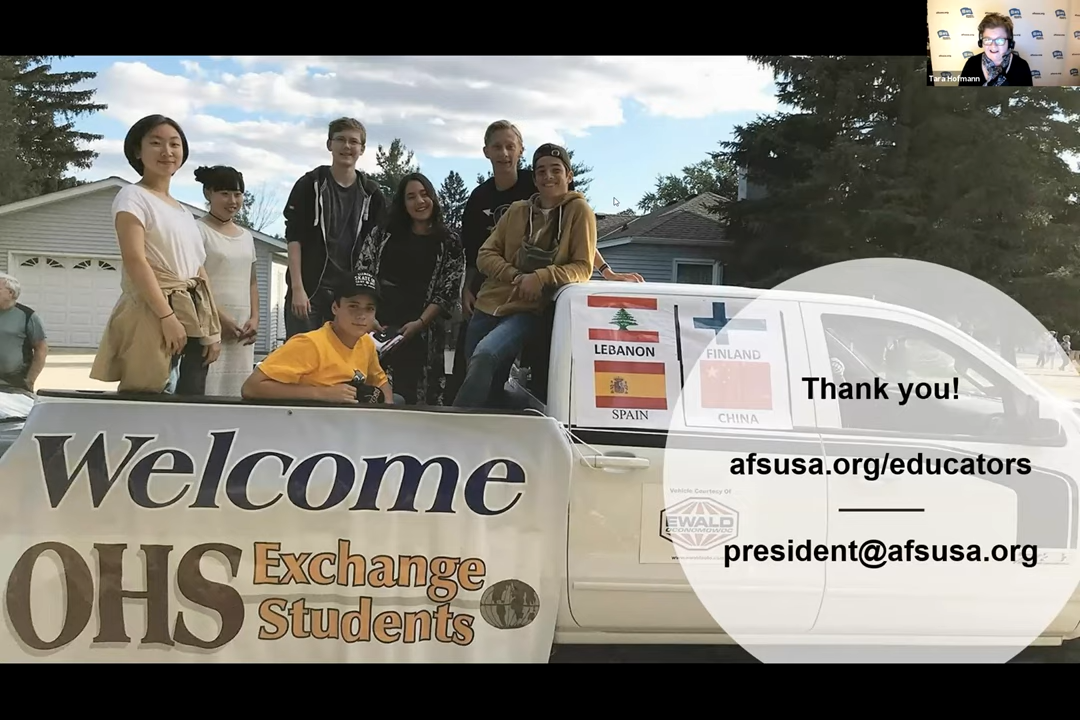 Tara Hofmann
LEBANON
FINLAND
SPAIN
CHINA
Thank you!
afsusa.org/educators
president@afsusa.org
Vehicle Courtesy Of
EWALD
OCONOMOWOC
Welcome
OHS
Exchange
Students